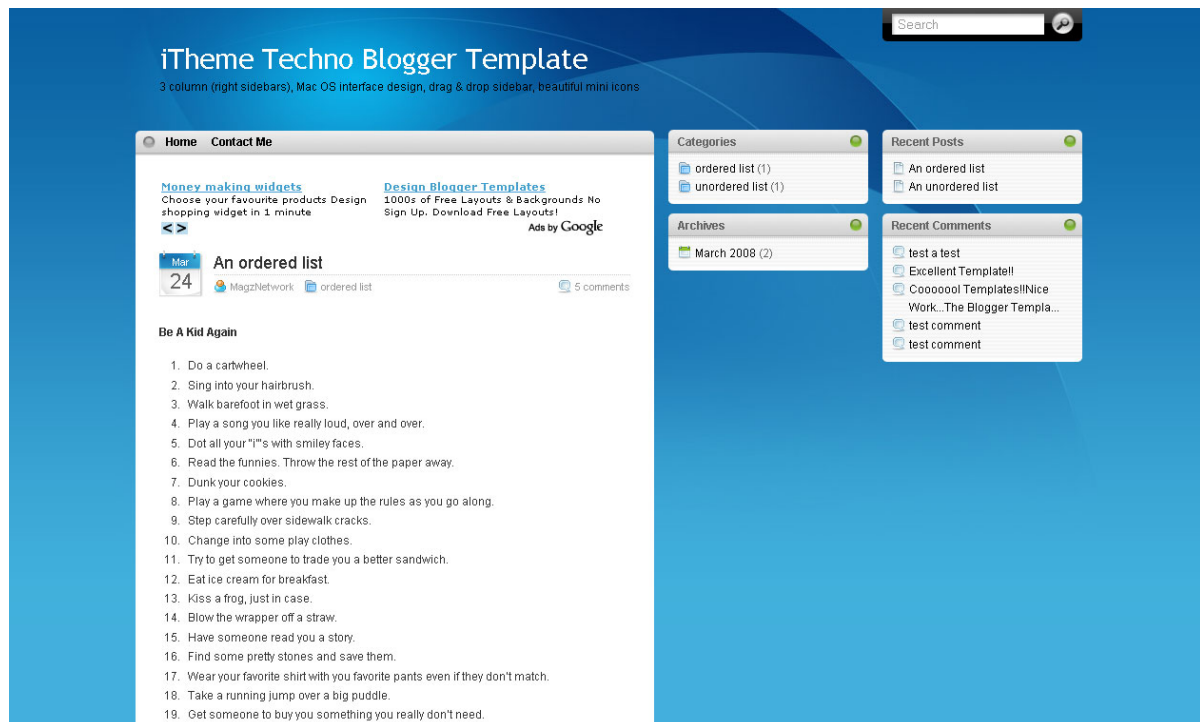 Search
iTheme Techno Blogger Template
3 column (right sidebars), Mac OS interface design, drag & drop sidebar, beautiful mini icons
Home Contact Me
Money making widgets
Choose your favourite products Design
shopping widget in 1 minute
Design Blogger Templates
1000s of Free Layouts & Backgrounds No
Sign Up. Download Free Layouts!
< >
Ads by Google
Mar
24
An ordered list
MagzNetwork ordered list 5 comments
Be A Kid Again
1. Do a cartwheel.
2. Sing into your hairbrush.
3. Walk barefoot in wet grass.
4. Play a song you like really loud, over and over.
5. Dot all your "i"'s with smiley faces.
6. Read the funnies. Throw the rest of the paper away.
7. Dunk your cookies.
8. Play a game where you make up the rules as you go along.
9. Step carefully over sidewalk cracks.
10. Change into some play clothes.
11. Try to get someone to trade you a better sandwich.
12. Eat ice cream for breakfast.
13. Kiss a frog, just in case.
14. Blow the wrapper off a straw.
15. Have someone read you a story.
16. Find some pretty stones and save them.
17. Wear your favorite shirt with you favorite pants even if they don't match.
18. Take a running jump over a big puddle.
19. Get someone to buy you something you really don't need.
Categories
ordered list (1)
unordered list (1)
Archives
March 2008 (2)
Recent Posts
An ordered list
An unordered list
Recent Comments
test a test
Excellent Template!!
Cooooool Templates!!Nice
Work...The Blogger Templa...
test comment
test comment